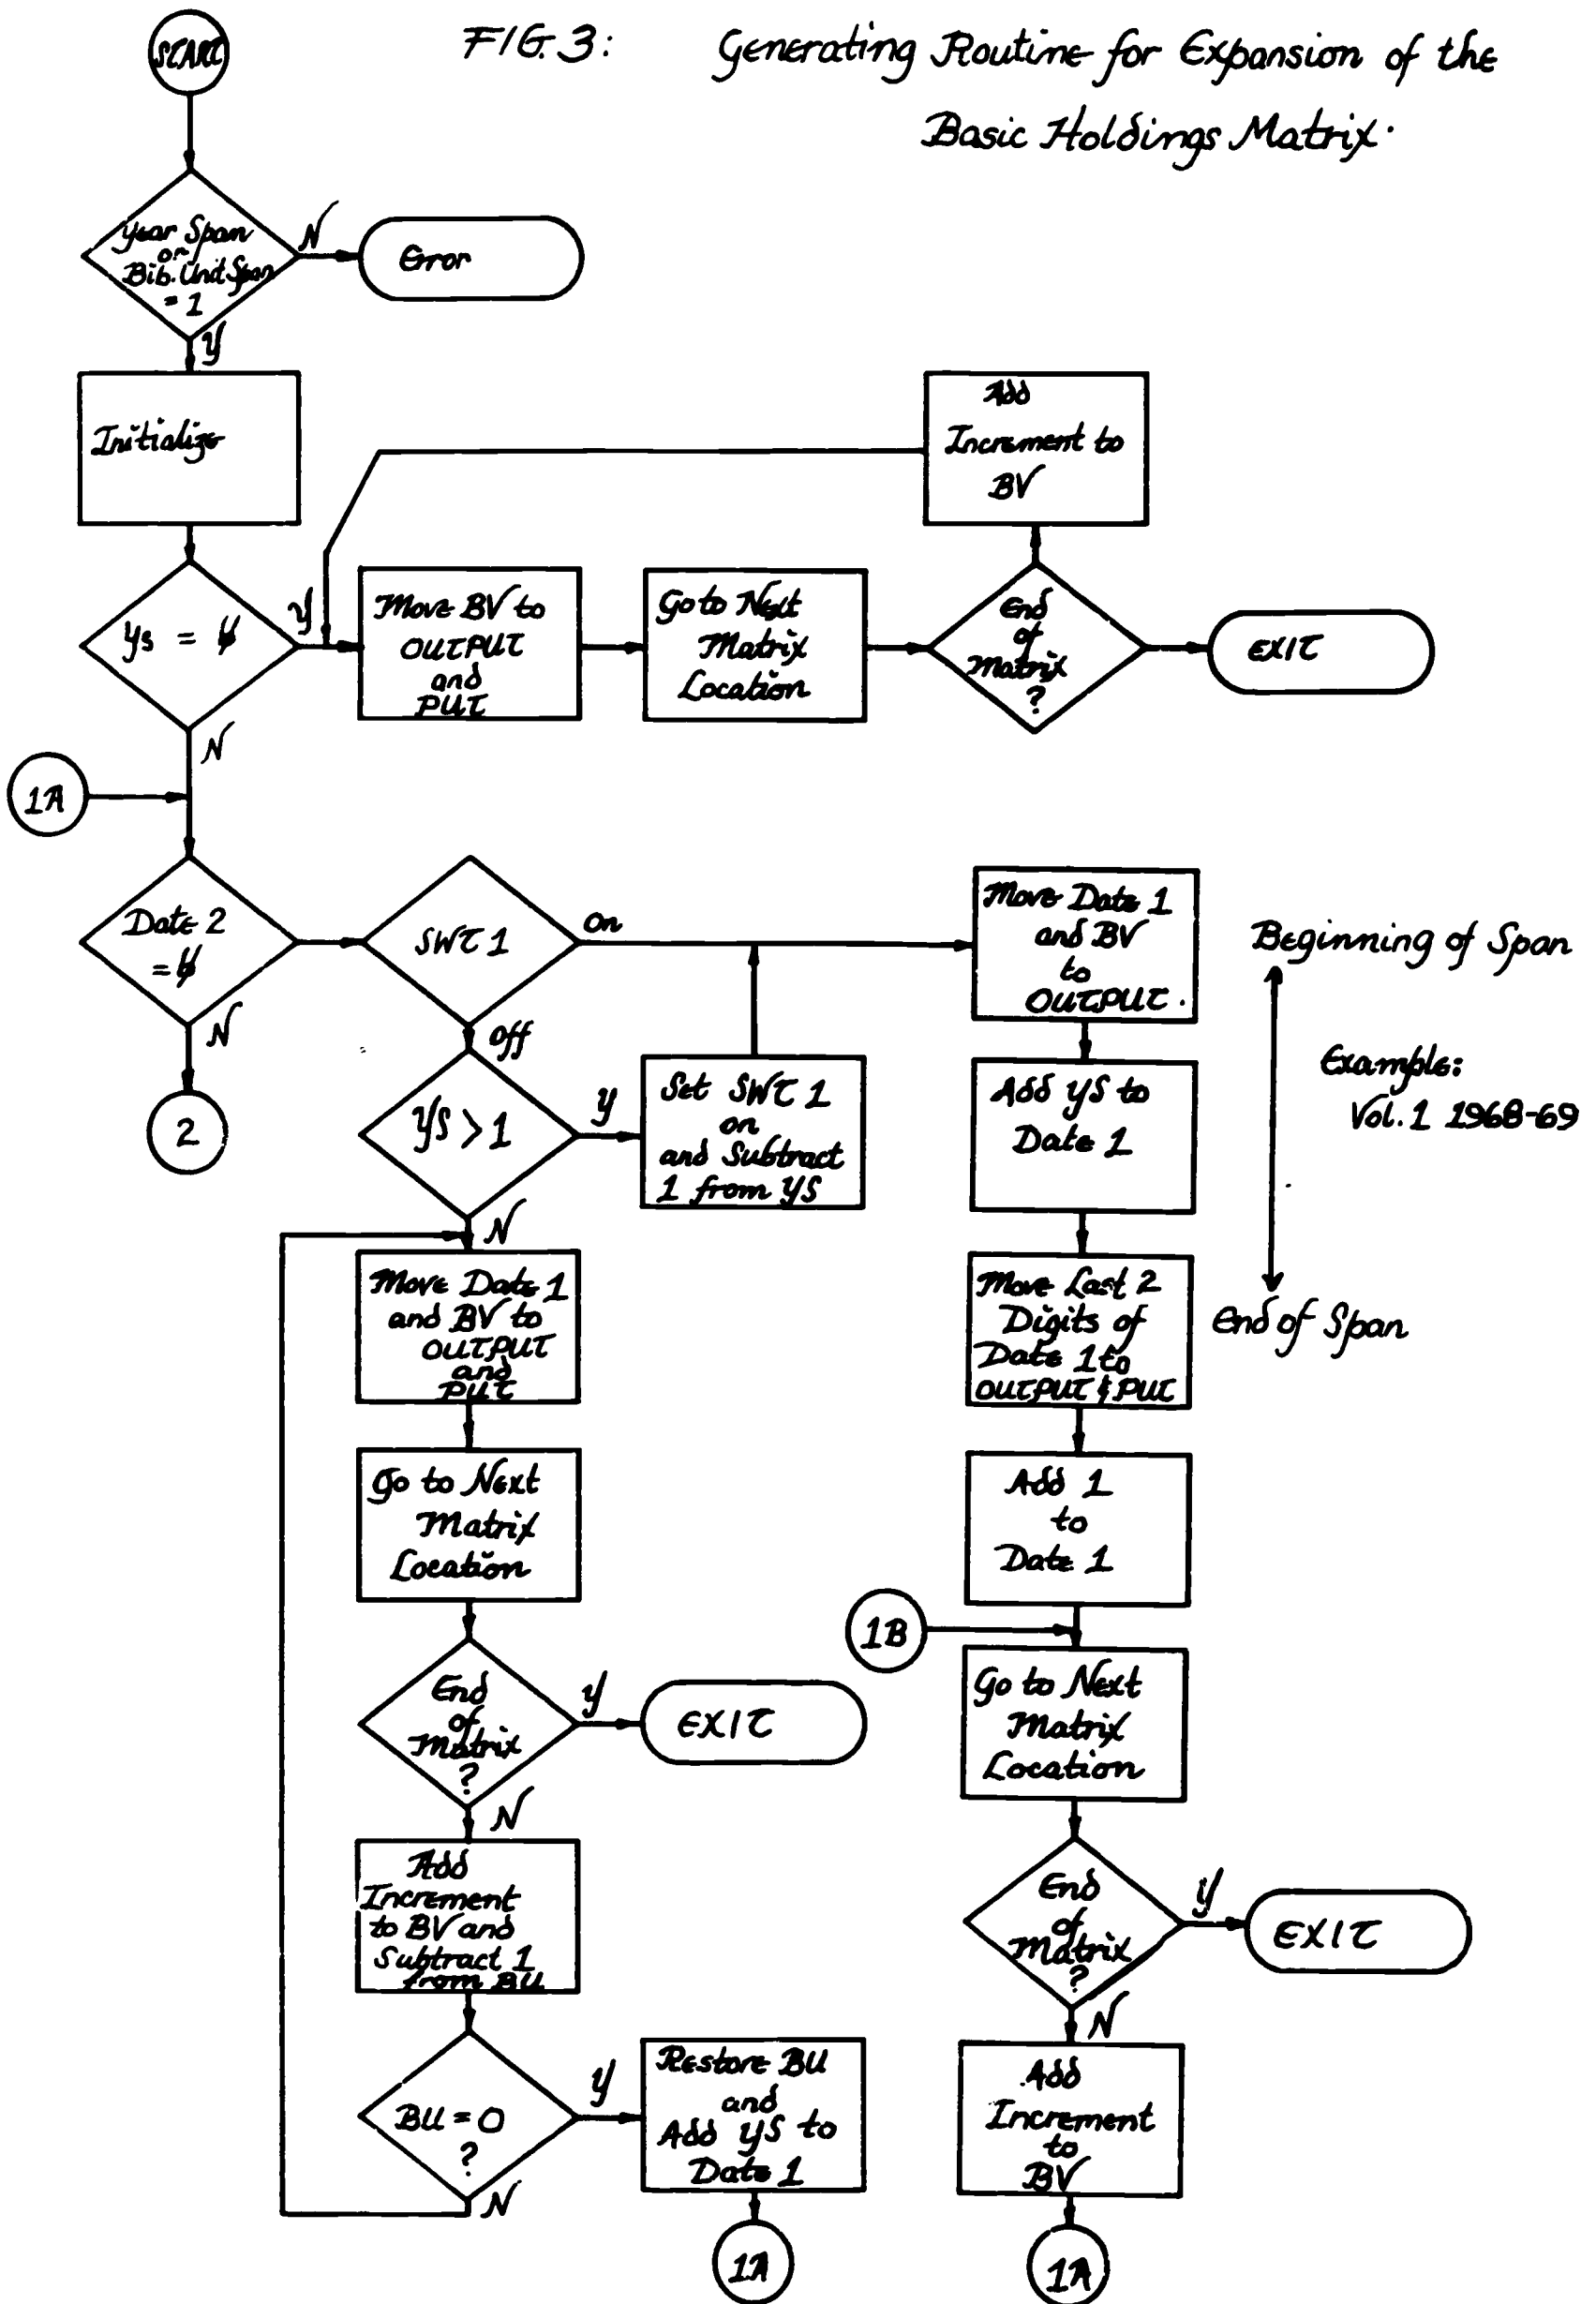 START
FIG. 3:
Generating Routine for Expansion of the
Basic Holdings Matrix.
Year Span
or
Bib. Unit Span
= 1
N
Error
Y
Initialize
Add
Increment to
BV
YS = b̸
Y
Move BV to
OUTPUT
and
PUT
Go to Next
Matrix
Location
End
of
Matrix
?
EXIT
N
1A
Date 2
= b̸
N
2
SWT 1
On
Off
YS > 1
Y
Set SWT 1
on
and Subtract
1 from YS
N
Move Date 1
and BV
to
OUTPUT.
Beginning of Span
Add YS to
Date 1
Example:
Vol. 1 1968-69
Move Last 2
Digits of
Date 1 to
OUTPUT & PUT
End of Span
Move Date 1
and BV to
OUTPUT
and
PUT
Go to Next
Matrix
Location
Add 1
to
Date 1
1B
Go to Next
Matrix
Location
End
of
Matrix
?
Y
EXIT
N
Add
Increment
to BV and
Subtract 1
from BU
End
of
Matrix
?
Y
EXIT
N
BU = 0
?
Y
Restore BU
and
Add YS to
Date 1
N
1A
Add
Increment
to
BV
1A